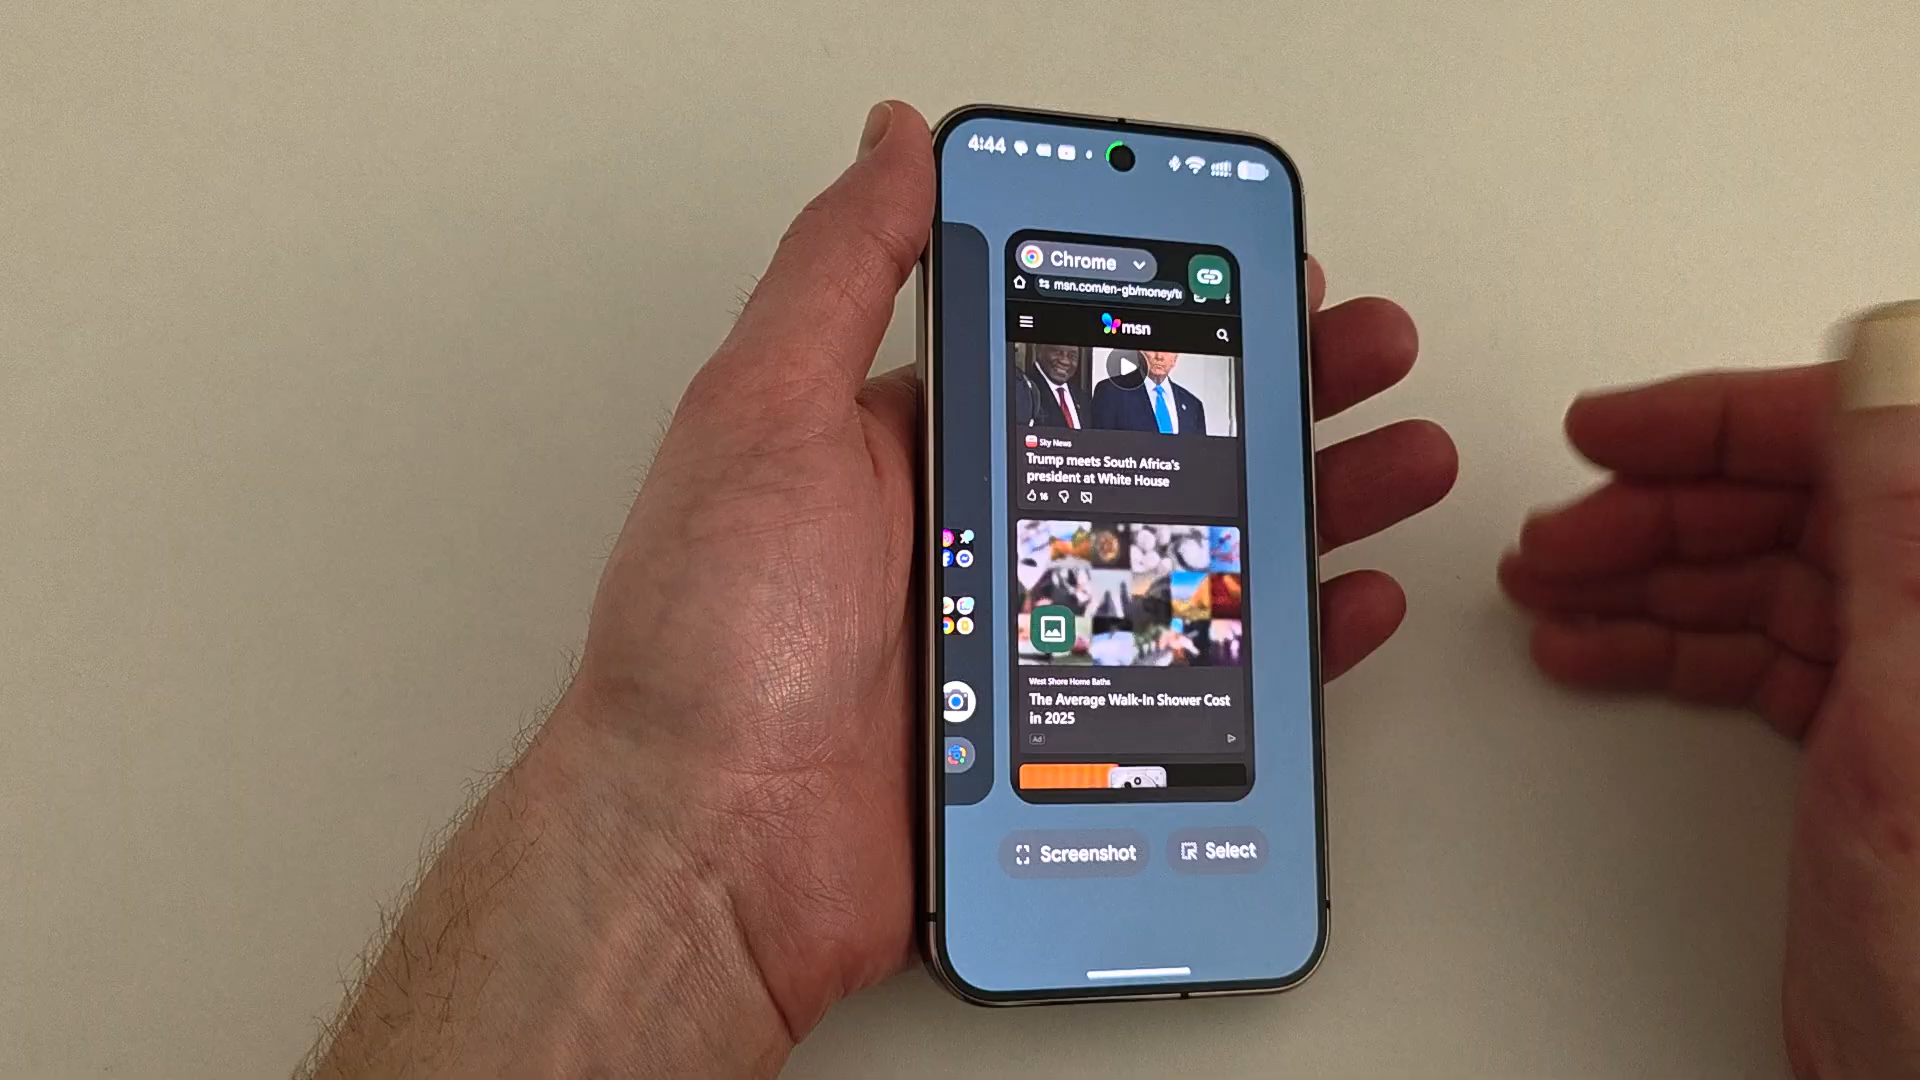 4:44
Chrome
msn.com/en-gb/money/
msn
Sky News
Trump meets South Africa's
president at White House
16
West Shore Home Baths
The Average Walk-In Shower Cost
in 2025
Ad
Screenshot
Select